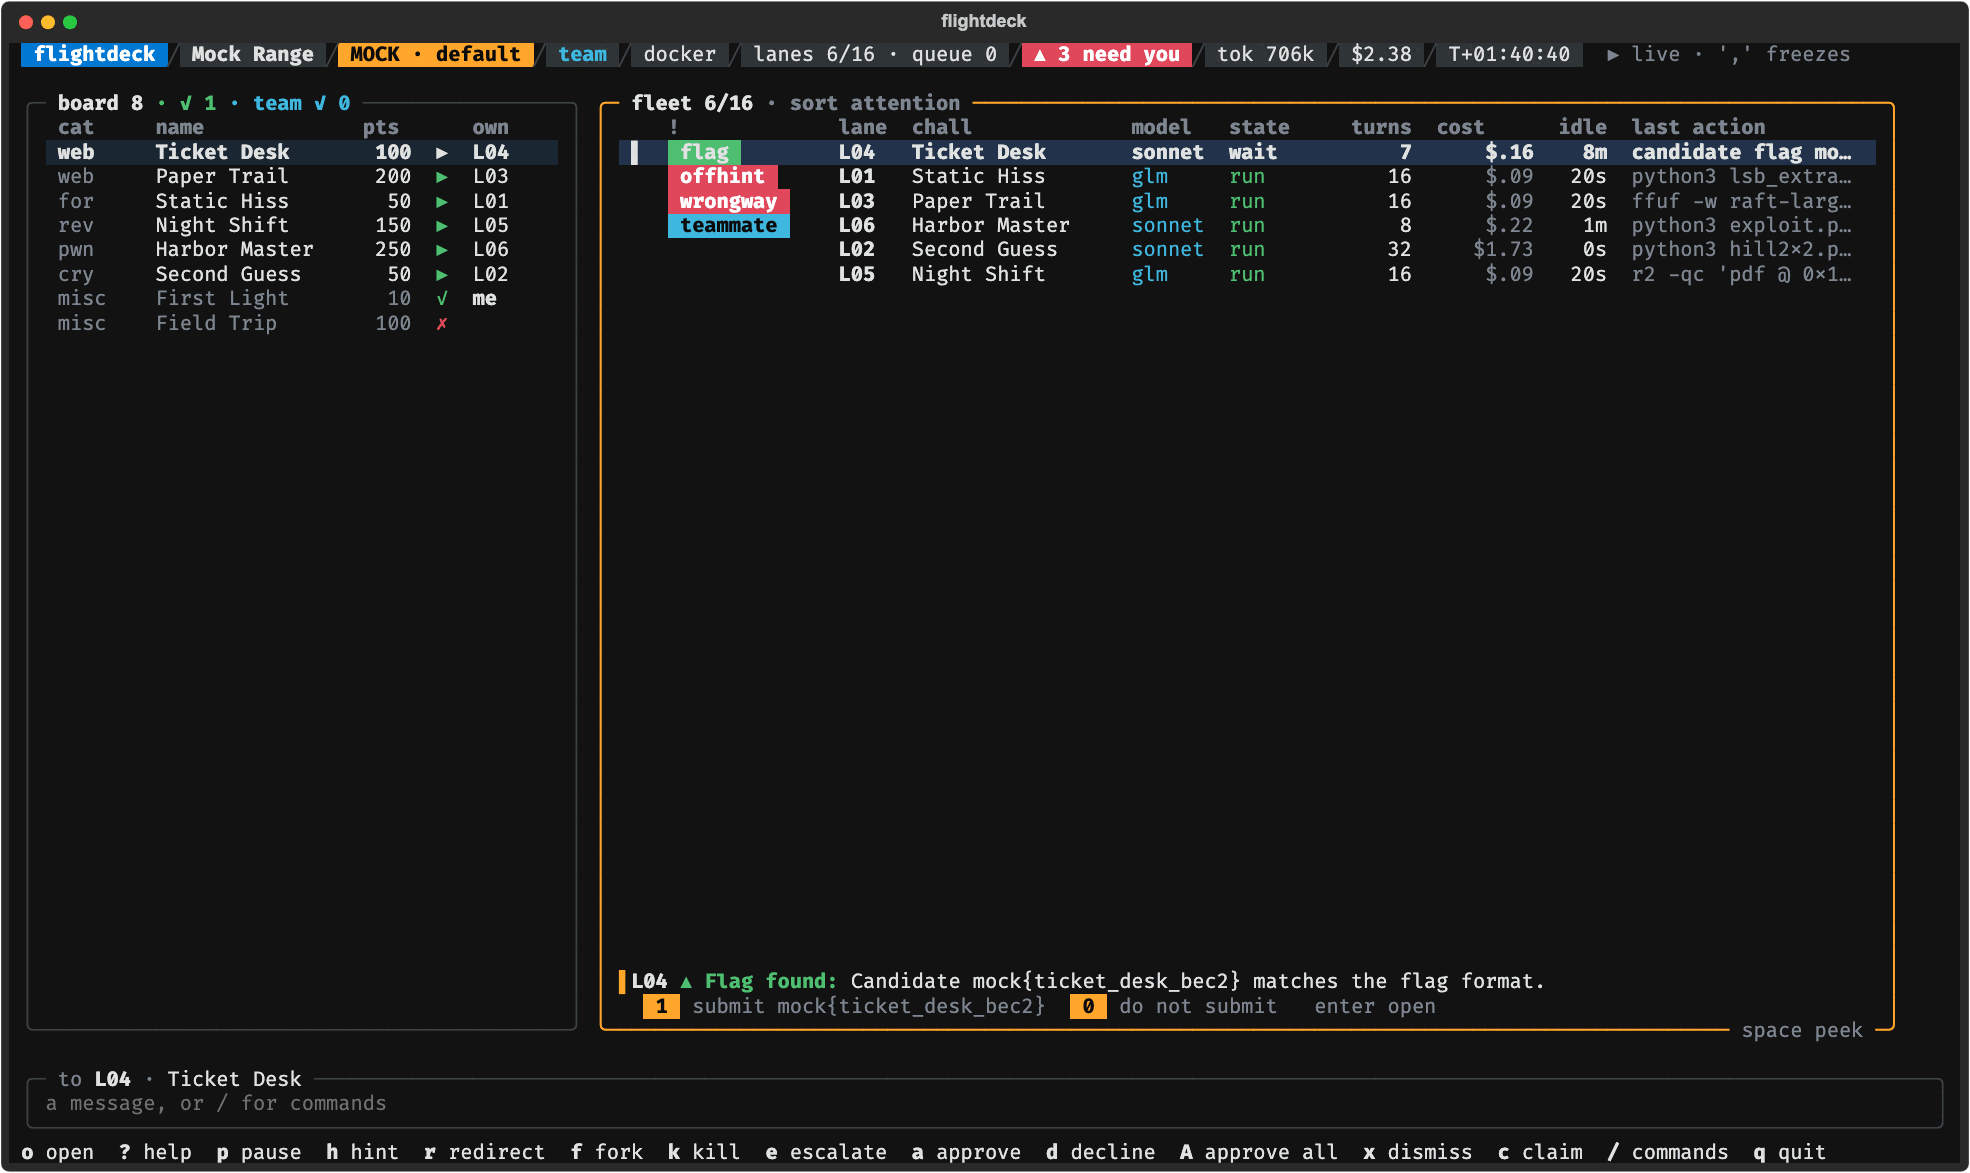 flightdeck
flightdeck / Mock Range / MOCK · default / team / docker / lanes 6/16 · queue 0 / ▲ 3 need you / tok 706k / $2.38 / T+01:40:40 ▶ live · ',' freezes
board 8 · √ 1 · team √ 0
cat name pts own
web Ticket Desk 100 ▶ L04
web Paper Trail 200 ▶ L03
for Static Hiss 50 ▶ L01
rev Night Shift 150 ▶ L05
pwn Harbor Master 250 ▶ L06
cry Second Guess 50 ▶ L02
misc First Light 10 √ me
misc Field Trip 100 ✗
fleet 6/16 · sort attention
! lane chall model state turns cost idle last action
flag L04 Ticket Desk sonnet wait 7 $.16 8m candidate flag mo…
offhint L01 Static Hiss glm run 16 $.09 20s python3 lsb_extra…
wrongway L03 Paper Trail glm run 16 $.09 20s ffuf -w raft-larg…
teammate L06 Harbor Master sonnet run 8 $.22 1m python3 exploit.p…
L02 Second Guess sonnet run 32 $1.73 0s python3 hill2×2.p…
L05 Night Shift glm run 16 $.09 20s r2 -qc 'pdf @ 0×1…
L04 ▲ Flag found: Candidate mock{ticket_desk_bec2} matches the flag format.
1 submit mock{ticket_desk_bec2} 0 do not submit enter open
space peek
to L04 · Ticket Desk
a message, or / for commands
o open ? help p pause h hint r redirect f fork k kill e escalate a approve d decline A approve all x dismiss c claim / commands q quit